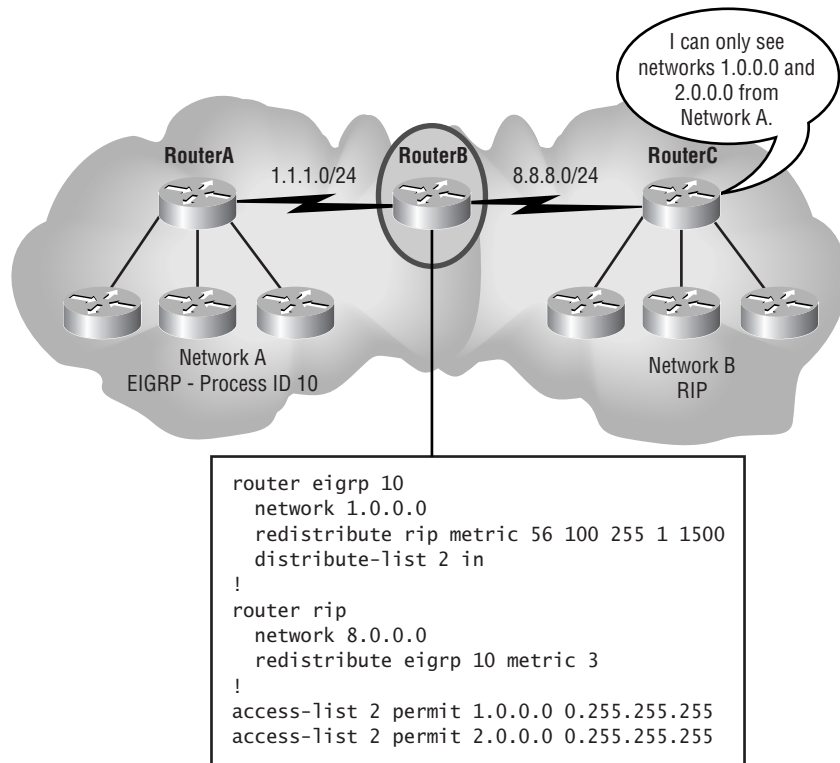 I can only see
networks 1.0.0.0 and
2.0.0.0 from
Network A.
RouterA
1.1.1.0/24
RouterB
8.8.8.0/24
RouterC
Network A
EIGRP - Process ID 10
Network B
RIP
router eigrp 10
  network 1.0.0.0
  redistribute rip metric 56 100 255 1 1500
  distribute-list 2 in
!
router rip
  network 8.0.0.0
  redistribute eigrp 10 metric 3
!
access-list 2 permit 1.0.0.0 0.255.255.255
access-list 2 permit 2.0.0.0 0.255.255.255